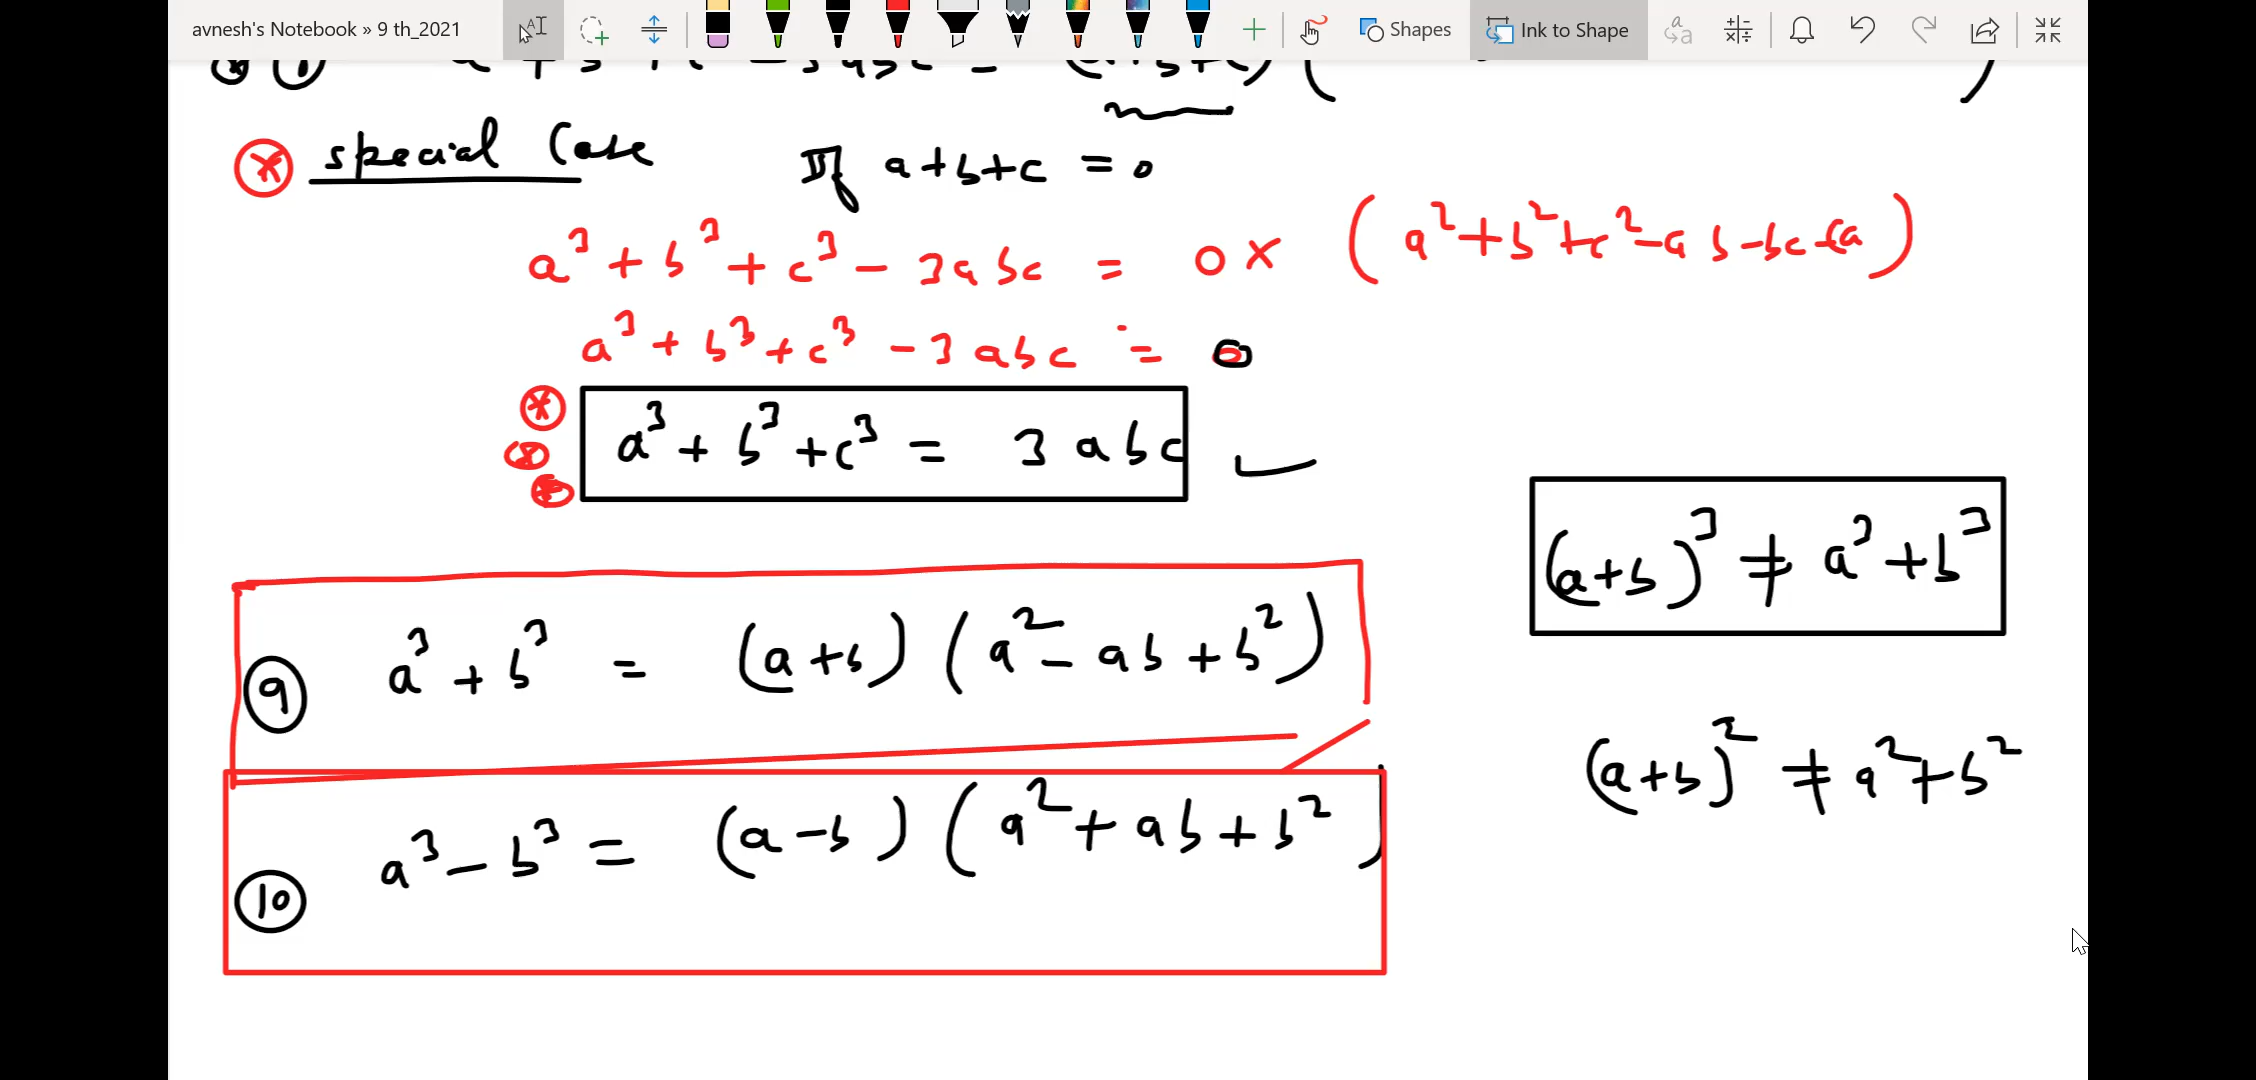 avnesh's Notebook » 9 th_2021
Shapes
Ink to Shape
special Case If a+b+c = 0
a³ + b³ + c³ - 3abc = 0 × (a²+b²+c²-ab-bc-ca)
a³ + b³ + c³ - 3abc = 0
a³ + b³ + c³ = 3abc
(a+b)³ ≠ a³+b³
9 a³ + b³ = (a+b) (a² - ab + b²)
(a+b)² ≠ a²+b²
10 a³ - b³ = (a-b) (a² + ab + b²)